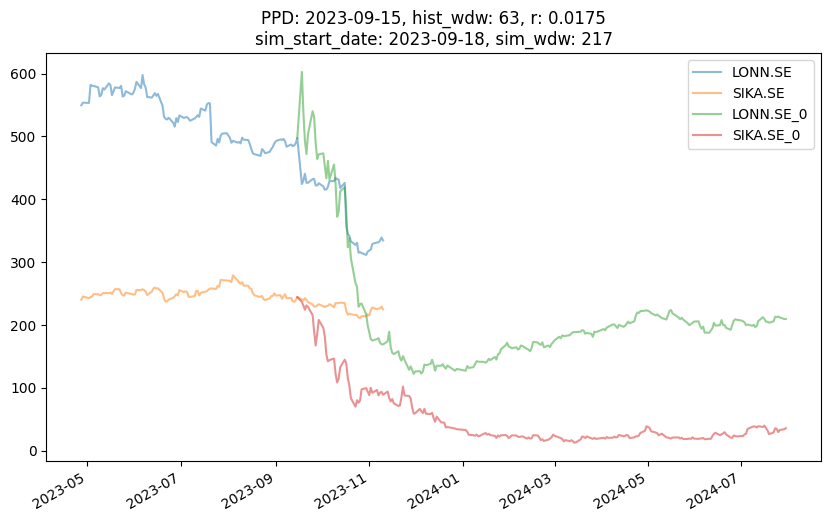 PPD: 2023-09-15, hist_wdw: 63, r: 0.0175
sim_start_date: 2023-09-18, sim_wdw: 217
LONN.SE
SIKA.SE
LONN.SE_0
SIKA.SE_0
600
500
400
300
200
100
0
2023-05
2023-07
2023-09
2023-11
2024-01
2024-03
2024-05
2024-07